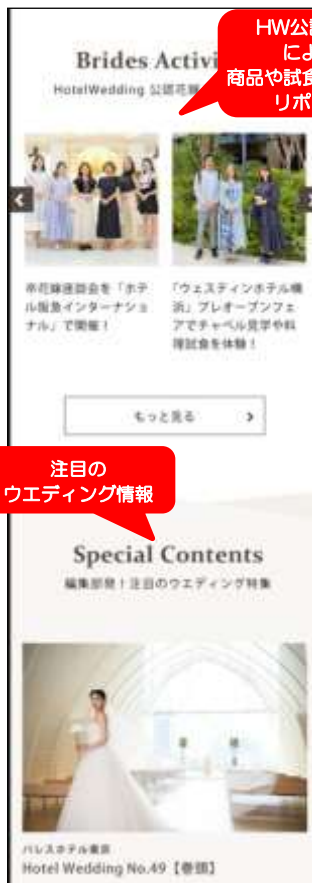 HW公
によ
商品や試食
リポ
Brides Activi
HotelWedding 公認花嫁
卒花嫁座談会を「ホテ
ル阪急インターナショ
ナル」で開催！
「ウェスティンホテル横
浜」プレオープンフェ
アでチャペル見学や料
理試食を体験！
もっと見る
注目の
ウエディング情報
Special Contents
編集部発！注目のウエディング特集
パレスホテル東京
Hotel Wedding No.49【巻頭】